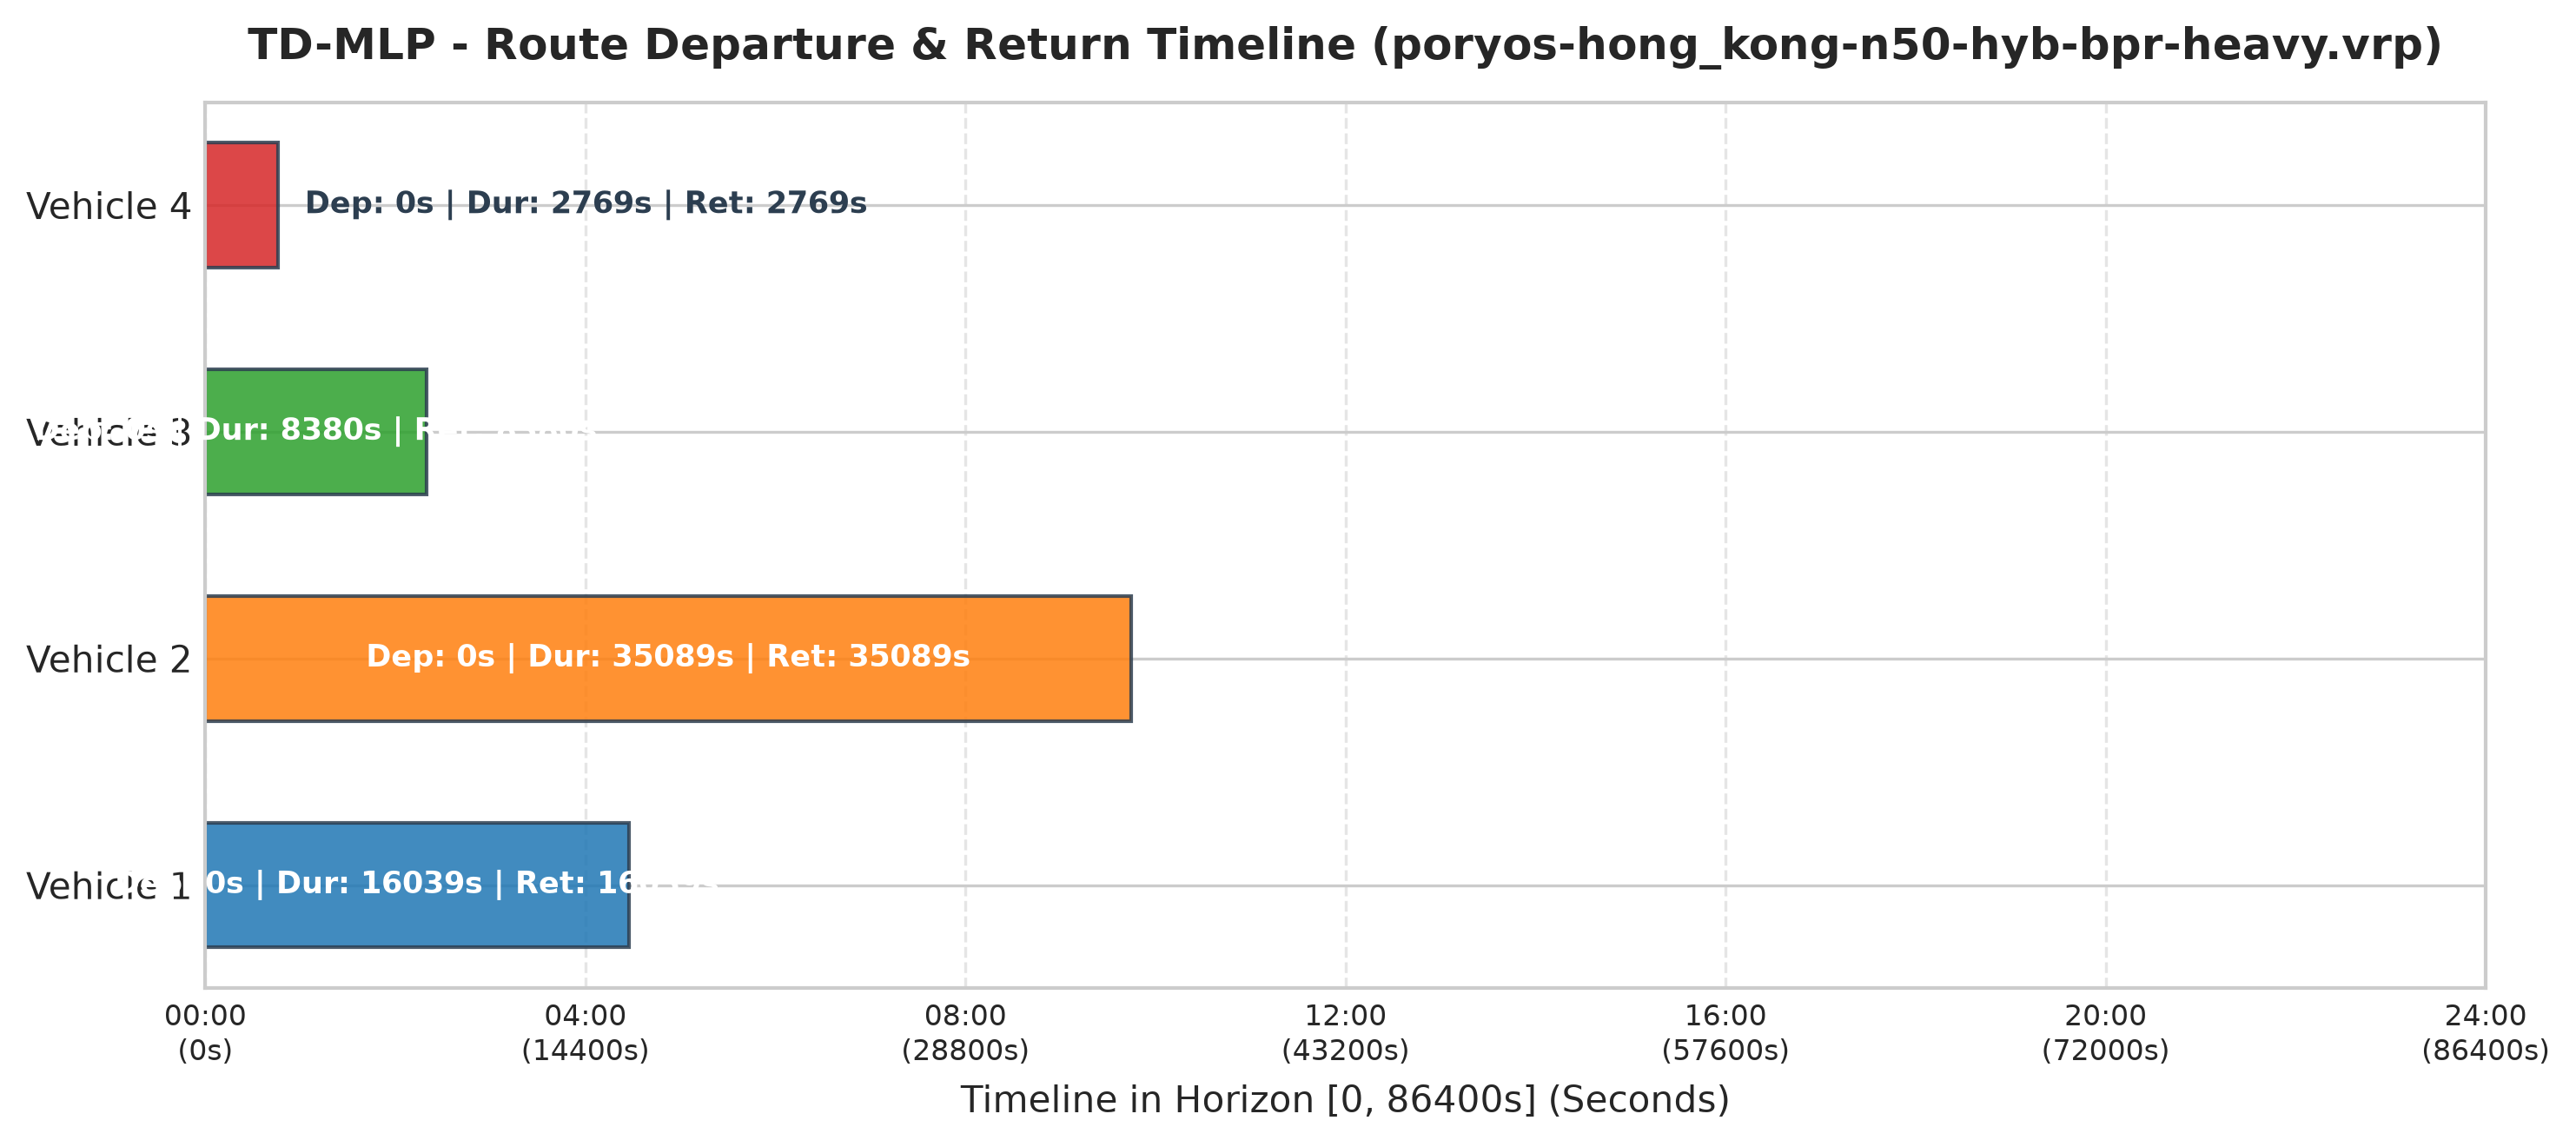 TD-MLP - Route Departure & Return Timeline (poryos-hong_kong-n50-hyb-bpr-heavy.vrp)
Vehicle 4
Dep: 0s | Dur: 2769s | Ret: 2769s
Vehicle 3
Dur: 8380s |
Vehicle 2
Dep: 0s | Dur: 35089s | Ret: 35089s
Vehicle 1
0s | Dur: 16039s | Ret:
00:00 04:00 08:00 12:00 16:00 20:00 24:00
(0s) (14400s) (28800s) (43200s) (57600s) (72000s) (86400s)
Timeline in Horizon [0, 86400s] (Seconds)